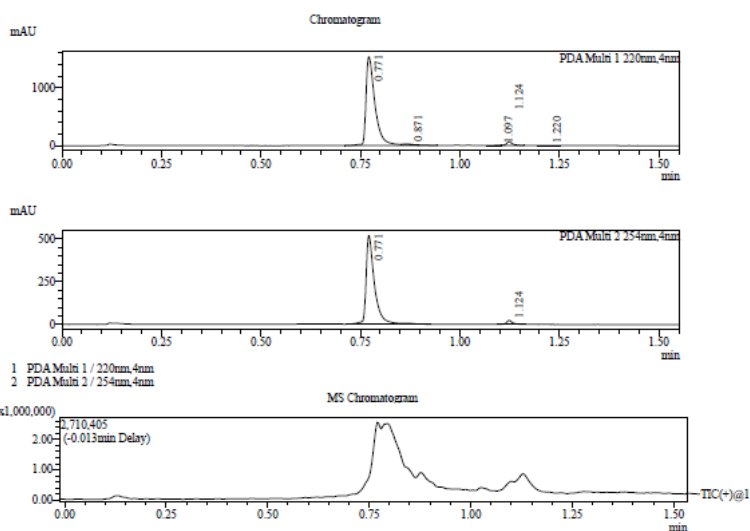 Chromatogram
mAU
PDA Multi 1 220nm,4nm
1000
0
0.771
0.871
1.097
1.124
1.220
0.00 0.25 0.50 0.75 1.00 1.25 1.50
min
mAU
PDA Multi 2 254nm,4nm
500
250
0
0.771
1.124
0.00 0.25 0.50 0.75 1.00 1.25 1.50
min
1 PDA Multi 1 / 220nm,4nm
2 PDA Multi 2 / 254nm,4nm
MS Chromatogram
x1,000,000)
2,710,405
(-0.013min Delay)
2.00
1.00
0.00
TIC(+)@1
0.00 0.25 0.50 0.75 1.00 1.25 1.50
min